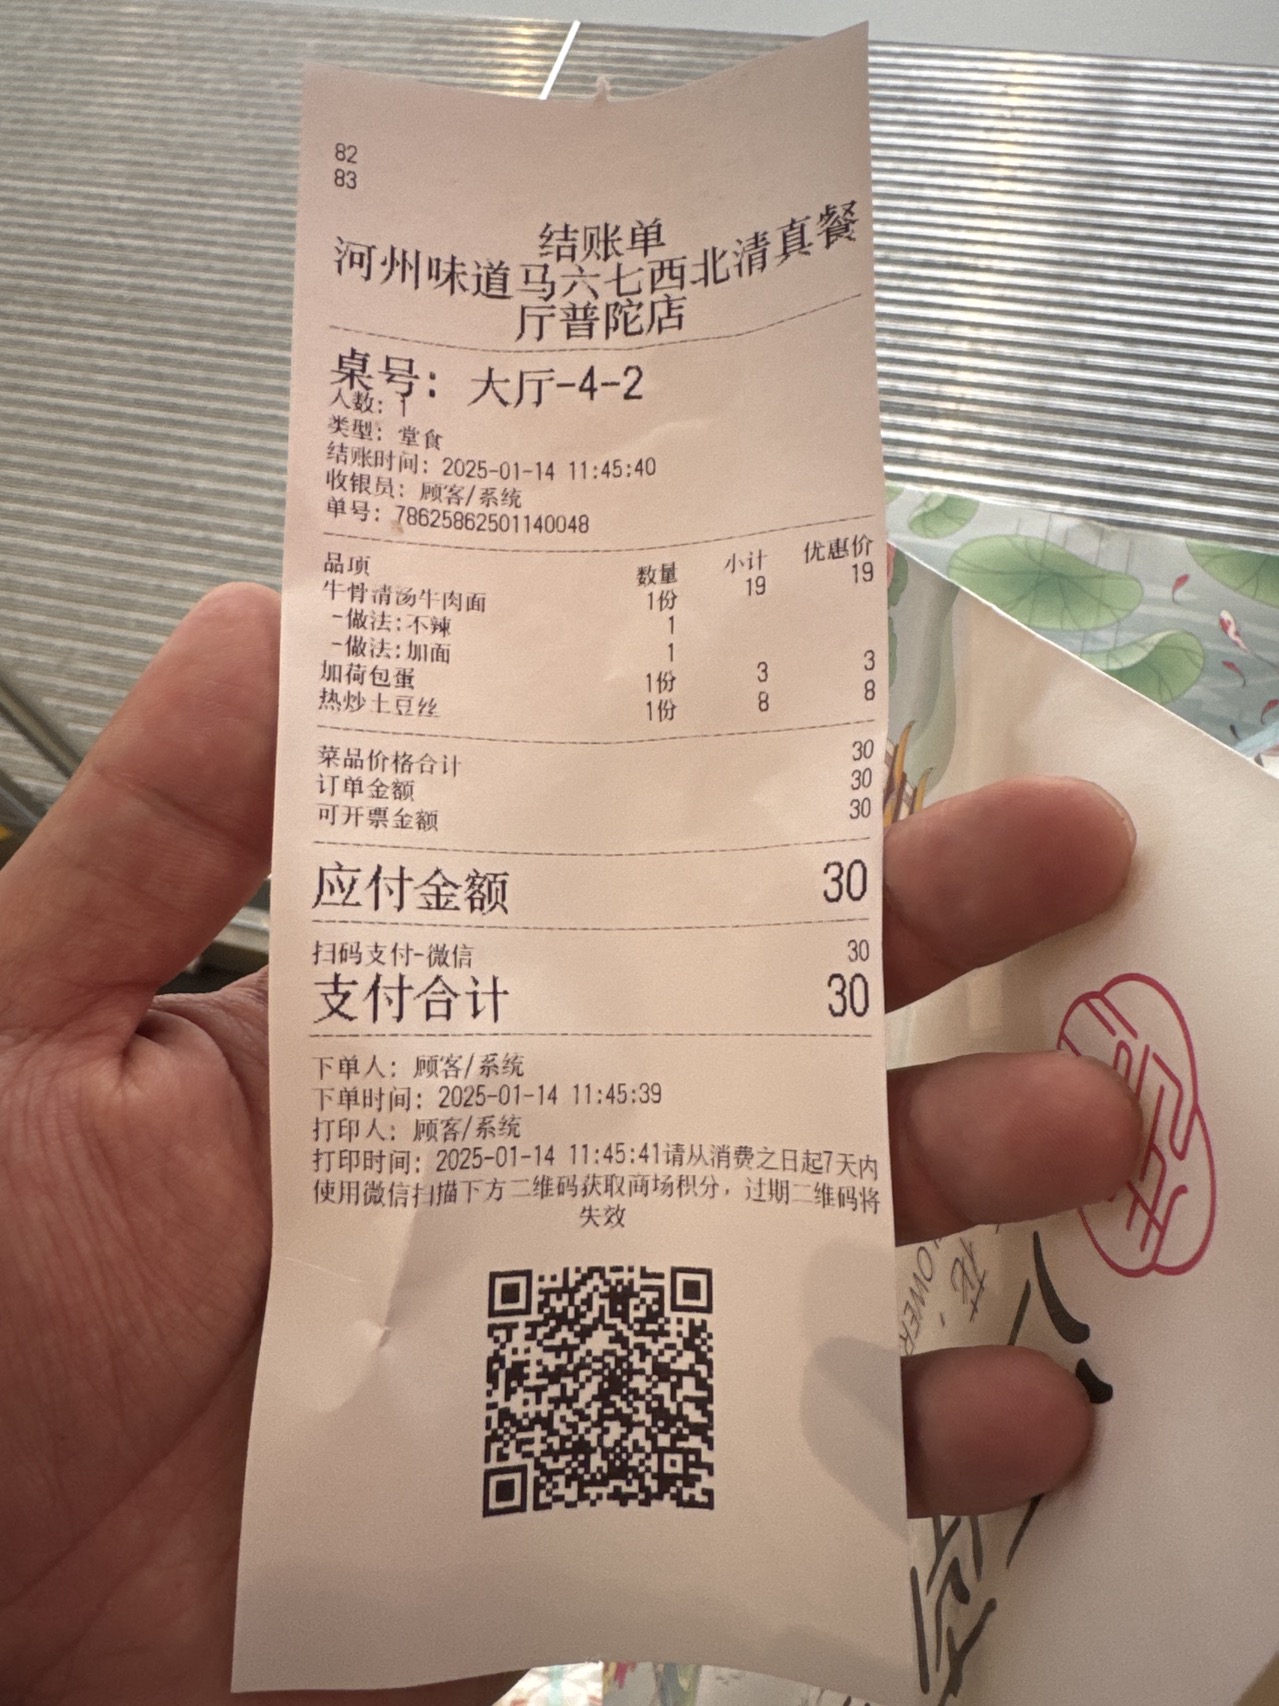 82
83
结账单
河州味道马六七西北清真餐
厅普陀店
桌号: 大厅-4-2
人数: 1
类型: 堂食
结账时间: 2025-01-14 11:45:40
收银员: 顾客/系统
单号: 78625862501140048
品项 数量 小计 优惠价
牛骨清汤牛肉面 1份 19 19
-做法:不辣 1
-做法:加面 1
加荷包蛋 1份 3 3
热炒土豆丝 1份 8 8
菜品价格合计 30
订单金额 30
可开票金额 30
应付金额 30
扫码支付-微信 30
支付合计 30
下单人: 顾客/系统
下单时间: 2025-01-14 11:45:39
打印人: 顾客/系统
打印时间: 2025-01-14 11:45:41请从消费之日起7天内
使用微信扫描下方二维码获取商场积分，过期二维码将
失效
花